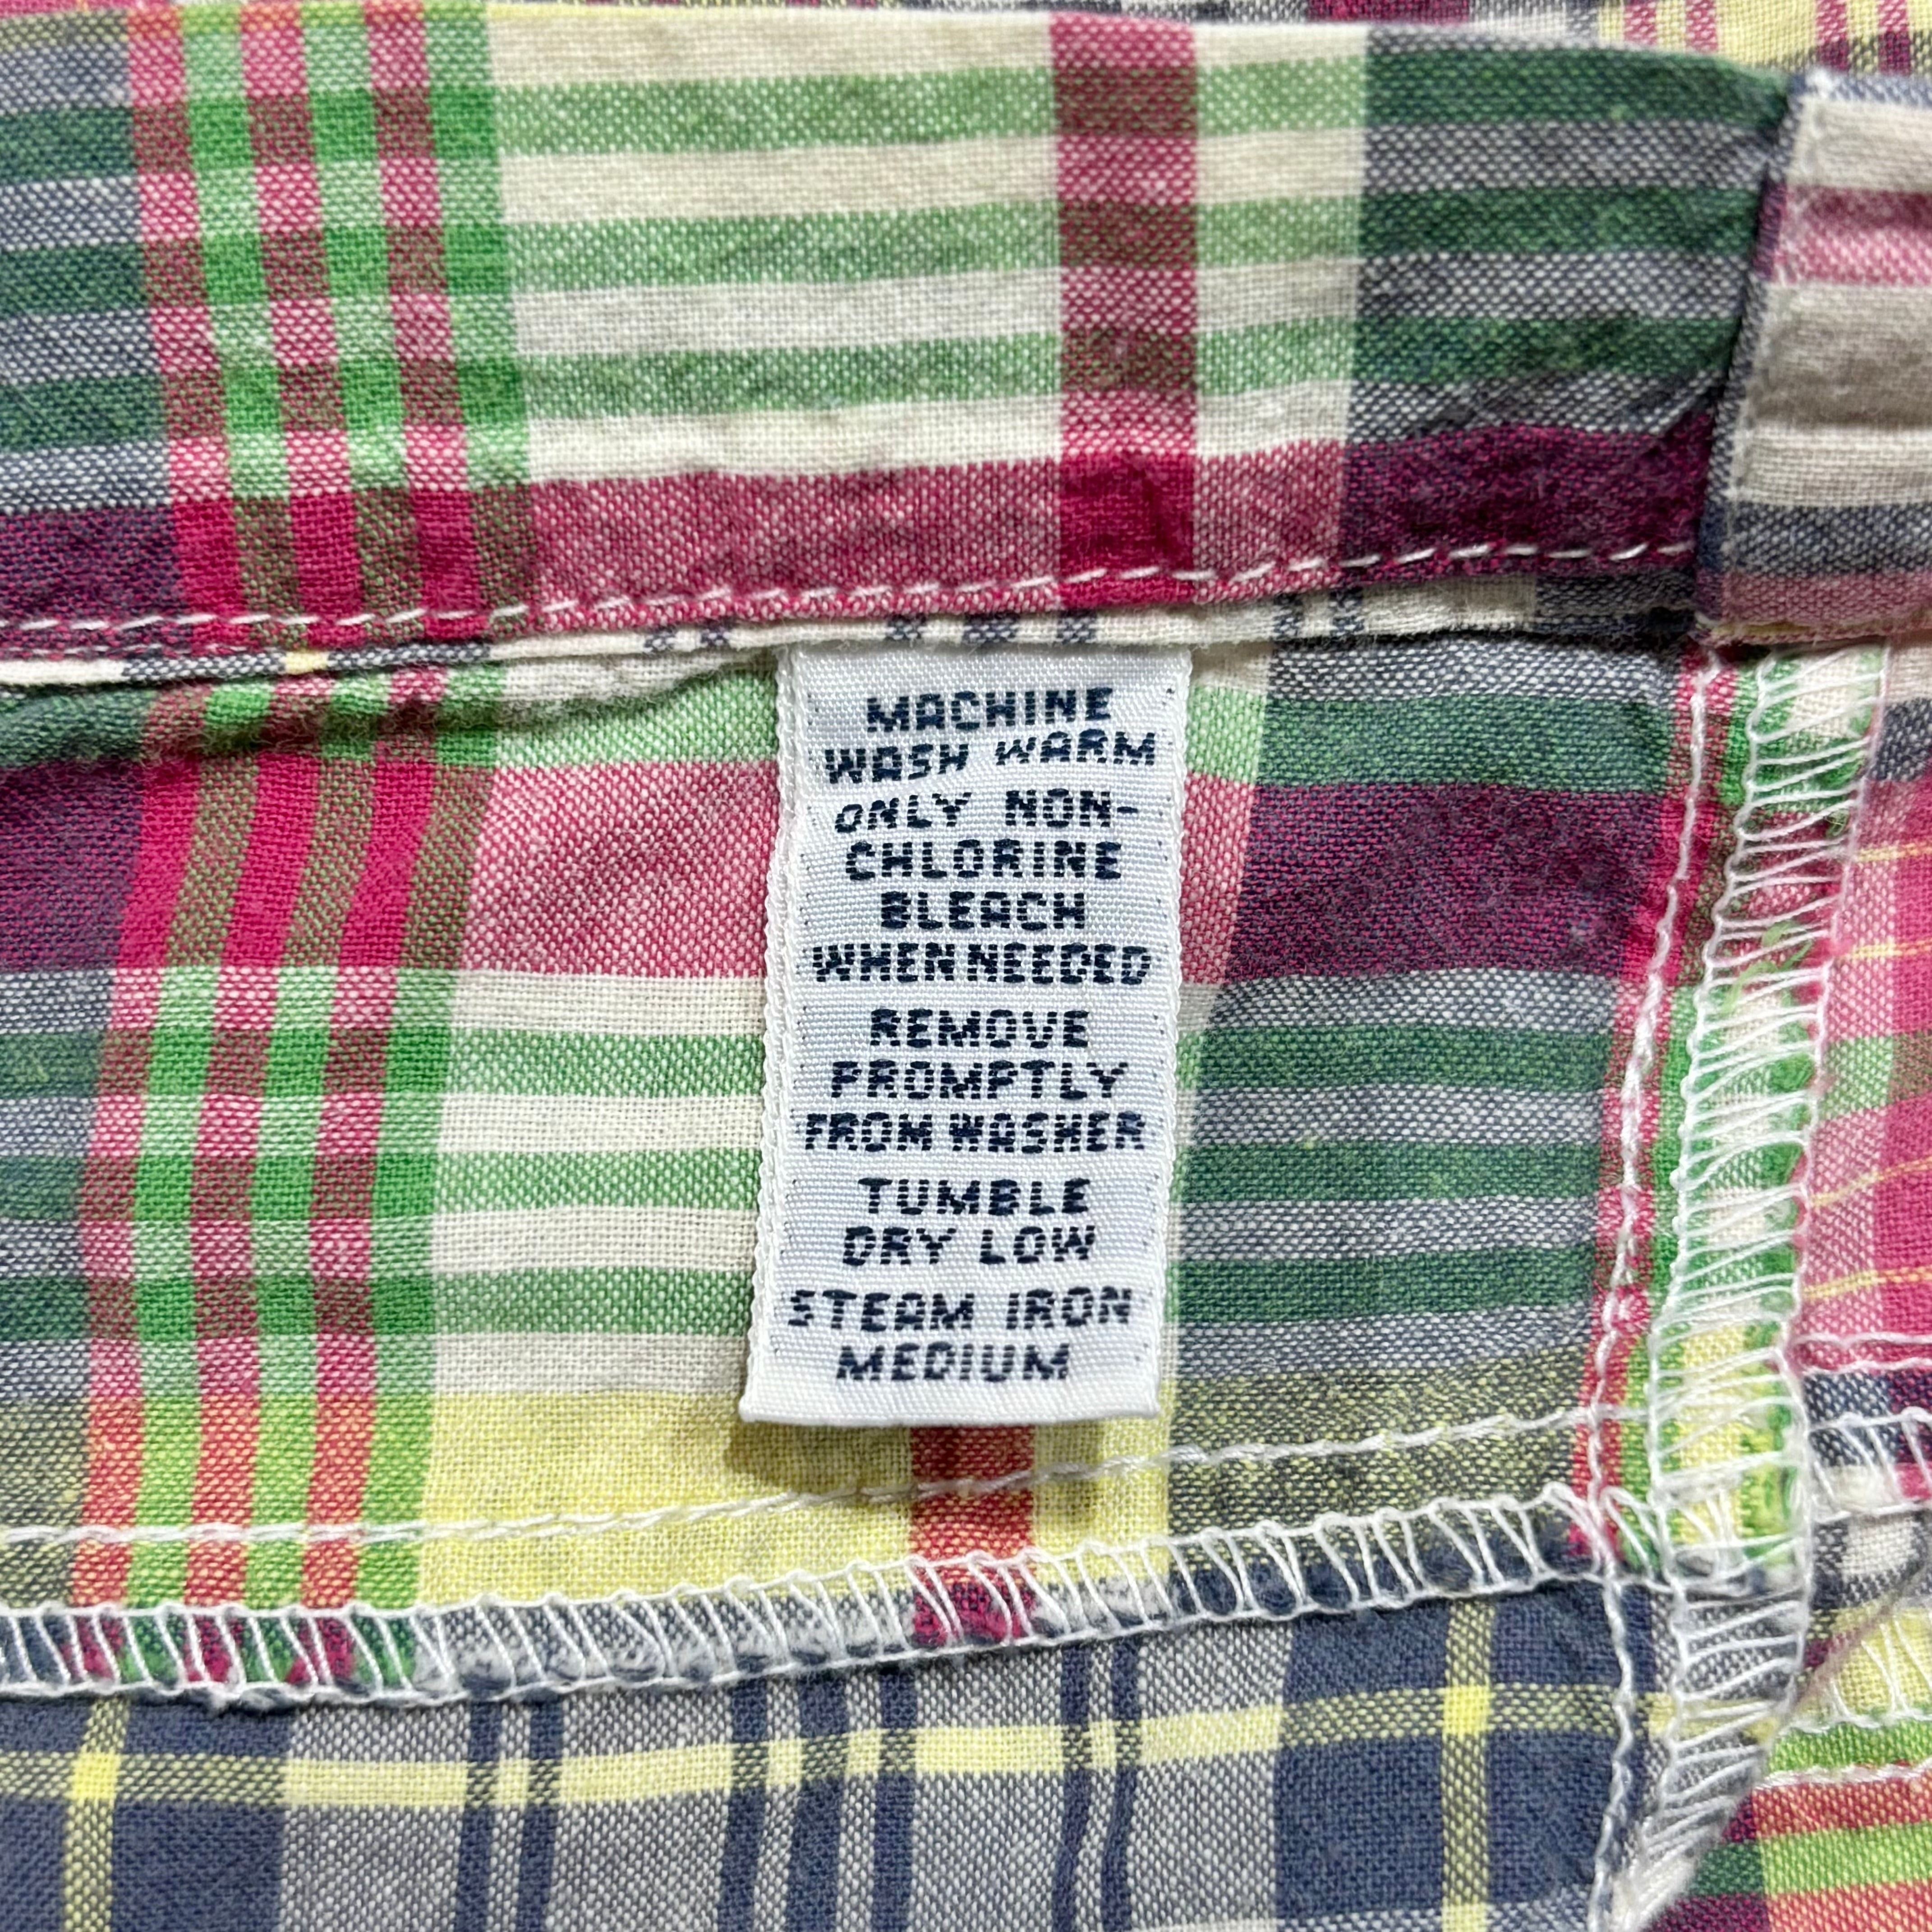 MACHINE
WASH WARM
ONLY NON-
CHLORINE
BLEACH
WHEN NEEDED
REMOVE
PROMPTLY
FROM WASHER
TUMBLE
DRY LOW
STEAM IRON
MEDIUM